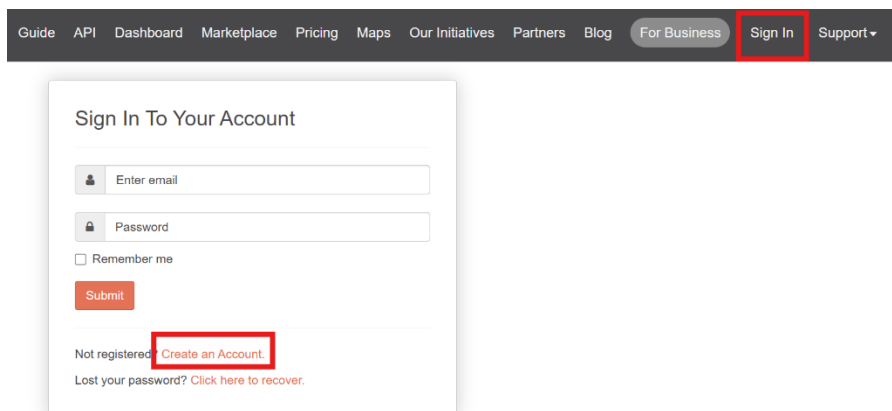 Guide API Dashboard Marketplace Pricing Maps Our Initiatives Partners Blog For Business Sign In Support
Sign In To Your Account
Enter email
Password
Remember me
Submit
Not registered? Create an Account.
Lost your password? Click here to recover.